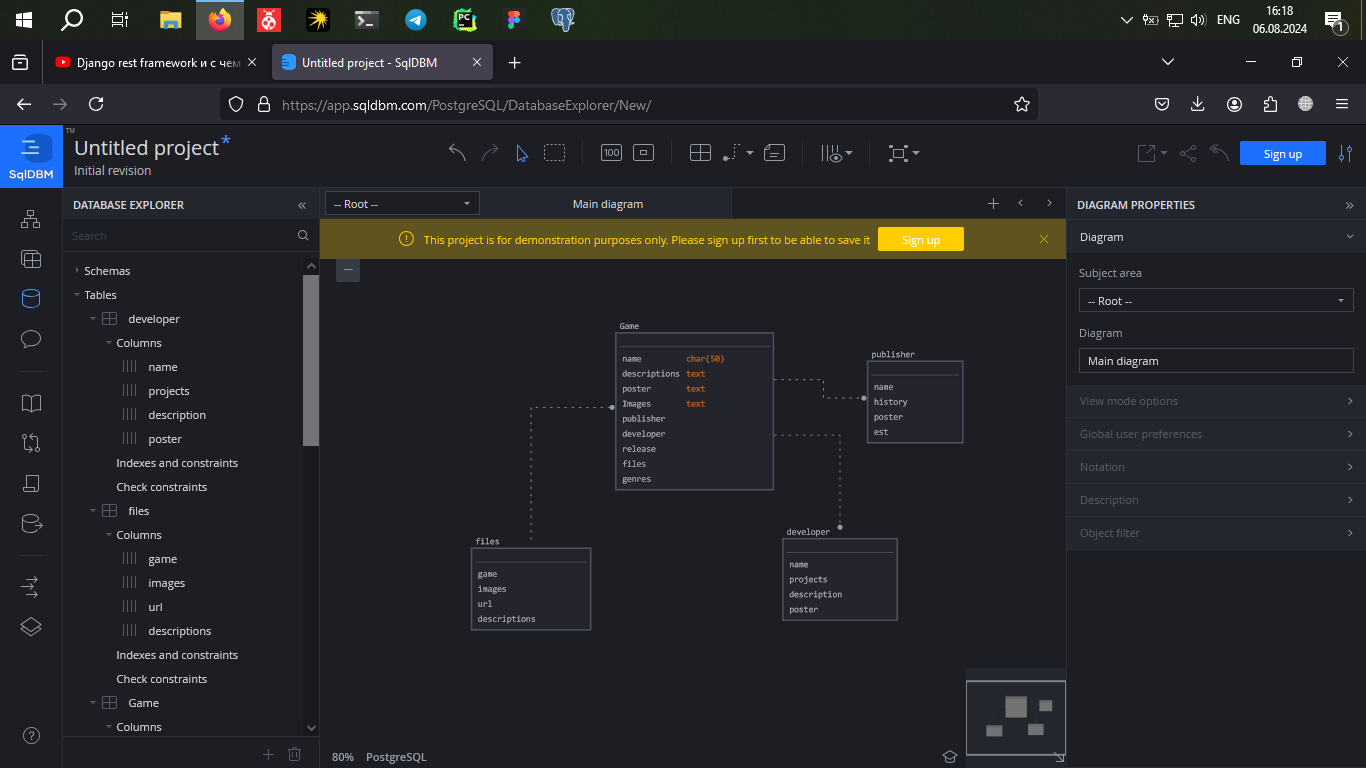 ENG
16:18
06.08.2024
1
Django rest framework и с чем
Untitled project - SqlDBM
https://app.sqldbm.com/PostgreSQL/DatabaseExplorer/New/
SqlDBM
TM
Untitled project*
Initial revision
100
Sign up
DATABASE EXPLORER
Search
Schemas
Tables
developer
Columns
name
projects
description
poster
Indexes and constraints
Check constraints
files
Columns
game
images
url
descriptions
Indexes and constraints
Check constraints
Game
Columns
-- Root --
Main diagram
This project is for demonstration purposes only. Please sign up first to be able to save it
Sign up
Game
name char(50)
descriptions text
poster text
Images text
publisher
developer
release
files
genres
publisher
name
history
poster
est
files
game
images
url
descriptions
developer
name
projects
description
poster
80% PostgreSQL
DIAGRAM PROPERTIES
Diagram
Subject area
-- Root --
Diagram
Main diagram
View mode options
Global user preferences
Notation
Description
Object filter